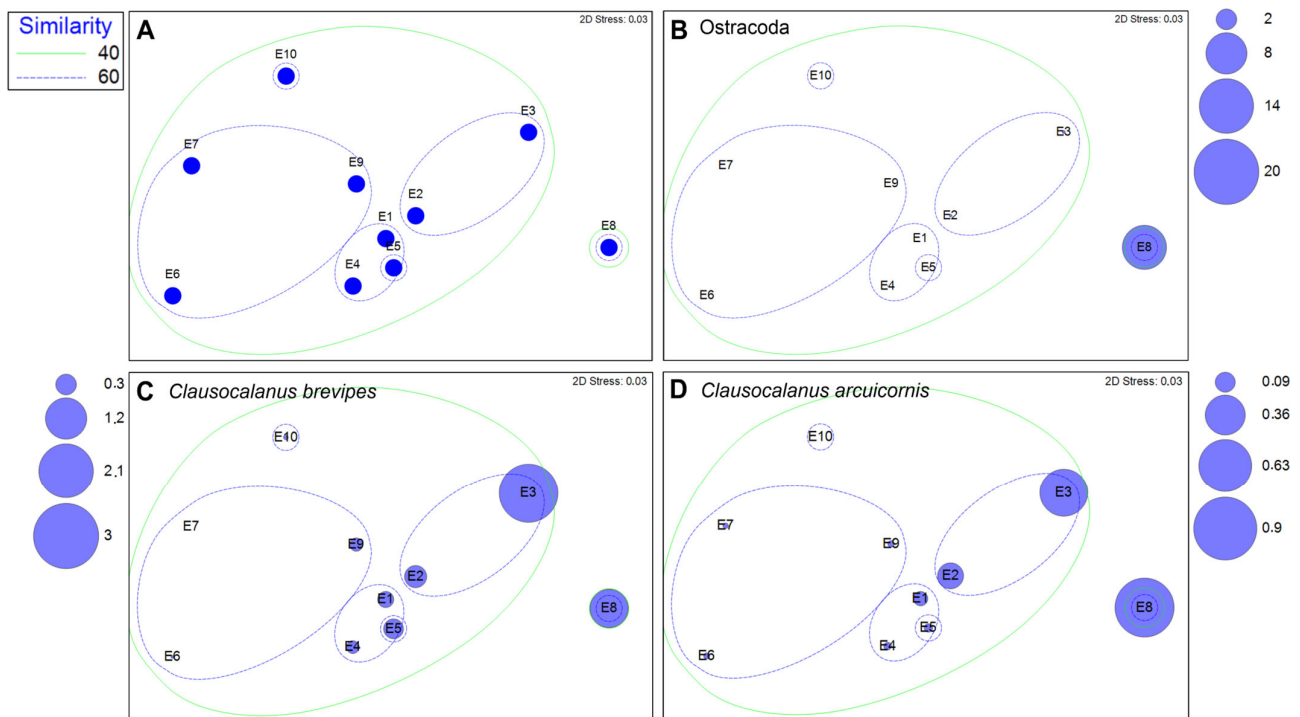 Similarity
40
60
A
2D Stress: 0.03
E10
E3
E7
E9
E2
E1
E8
E5
E4
E6
B Ostracoda
2D Stress: 0.03
E10
E3
E7
E9
E2
E1
E8
E5
E4
E6
2
8
14
20
0.3
1,2
2,1
3
C Clausocalanus brevipes
2D Stress: 0.03
E10
E3
E7
E9
E2
E1
E8
E5
E4
E6
D Clausocalanus arcuicornis
2D Stress: 0.03
E10
E3
E7
E9
E2
E1
E8
E5
E4
E6
0.09
0.36
0.63
0.9